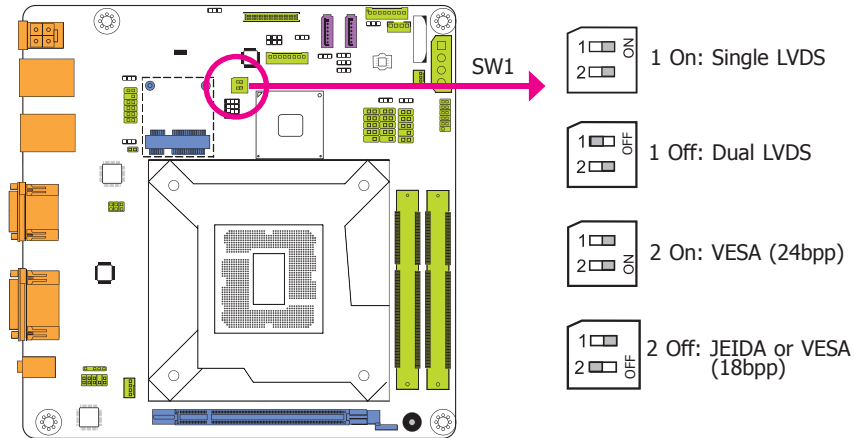 SW1
1
2
ON
1 On: Single LVDS
1
2
OFF
1 Off: Dual LVDS
1
2
ON
2 On: VESA (24bpp)
1
2
OFF
2 Off: JEIDA or VESA
(18bpp)